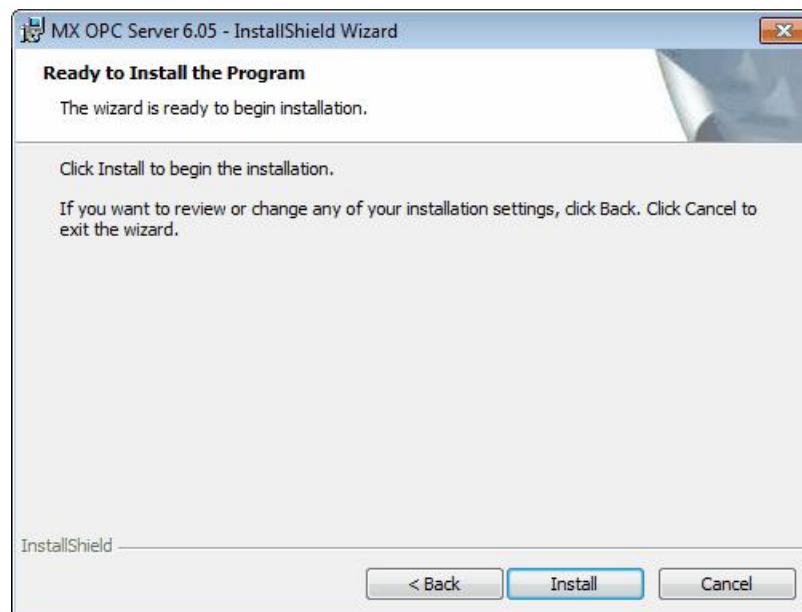 MX OPC Server 6.05 - InstallShield Wizard
Ready to Install the Program
The wizard is ready to begin installation.
Click Install to begin the installation.
If you want to review or change any of your installation settings, click Back. Click Cancel to
exit the wizard.
InstallShield
< Back Install Cancel